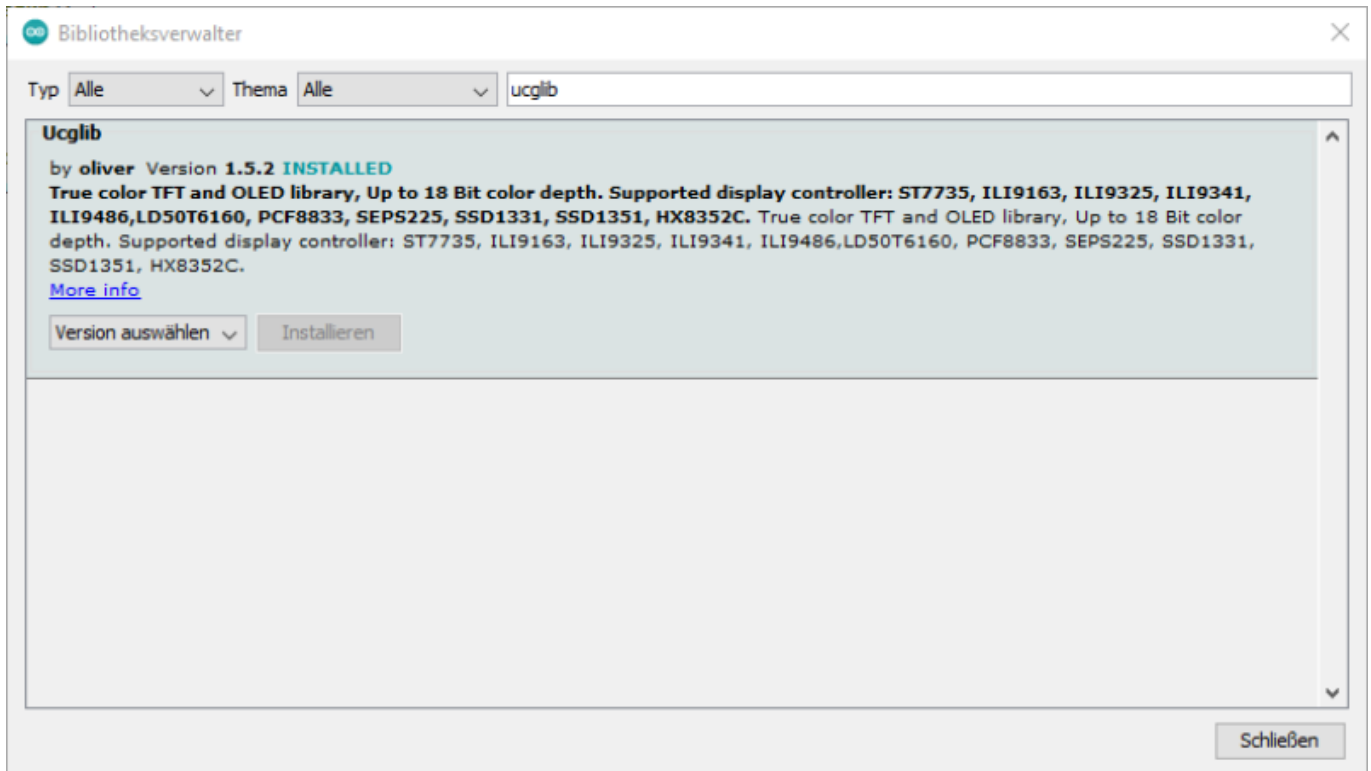 Bibliotheksverwalter
Typ Alle Thema Alle ucglib
Ucglib
by oliver Version 1.5.2 INSTALLED
True color TFT and OLED library, Up to 18 Bit color depth. Supported display controller: ST7735, ILI9163, ILI9325, ILI9341,
ILI9486,LD50T6160, PCF8833, SEPS225, SSD1331, SSD1351, HX8352C. True color TFT and OLED library, Up to 18 Bit color
depth. Supported display controller: ST7735, ILI9163, ILI9325, ILI9341, ILI9486,LD50T6160, PCF8833, SEPS225, SSD1331,
SSD1351, HX8352C.
More info
Version auswählen Installieren
Schließen